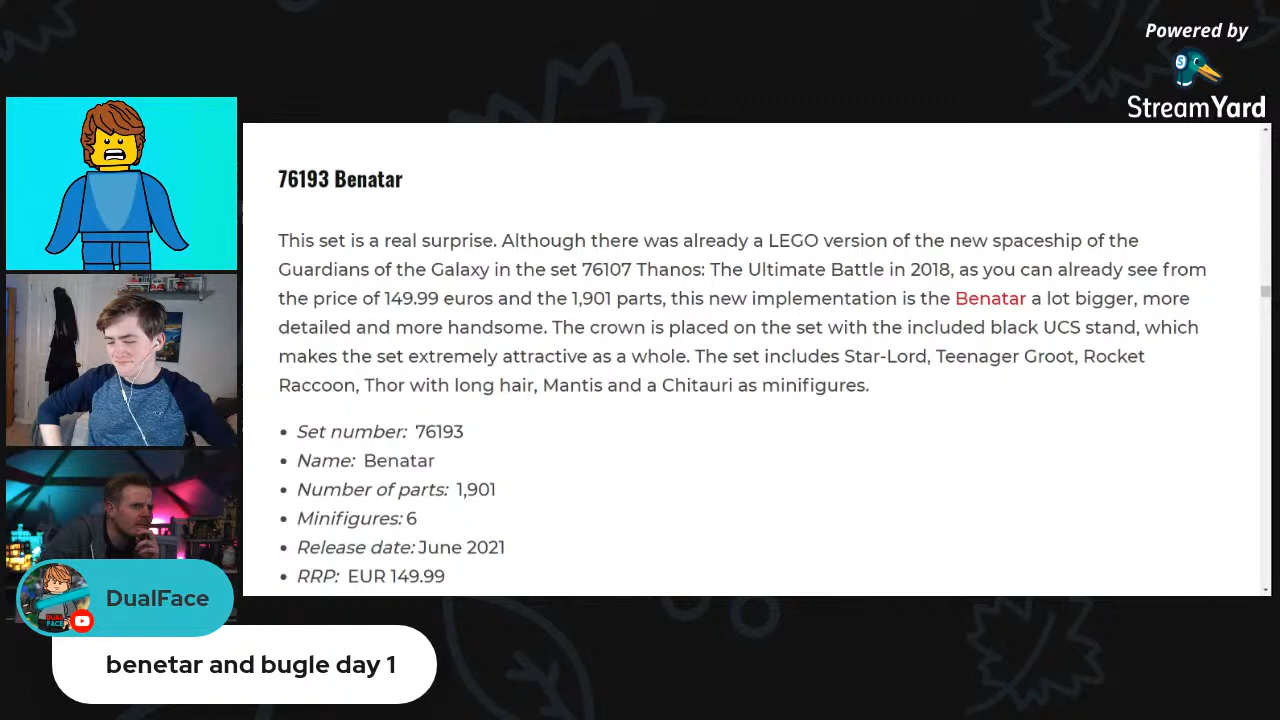 Powered by
StreamYard
76193 Benatar
This set is a real surprise. Although there was already a LEGO version of the new spaceship of the
Guardians of the Galaxy in the set 76107 Thanos: The Ultimate Battle in 2018, as you can already see from
the price of 149.99 euros and the 1,901 parts, this new implementation is the Benatar a lot bigger, more
detailed and more handsome. The crown is placed on the set with the included black UCS stand, which
makes the set extremely attractive as a whole. The set includes Star-Lord, Teenager Groot, Rocket
Raccoon, Thor with long hair, Mantis and a Chitauri as minifigures.
• Set number: 76193
• Name: Benatar
• Number of parts: 1,901
• Minifigures: 6
• Release date: June 2021
• RRP: EUR 149.99
DualFace
benetar and bugle day 1